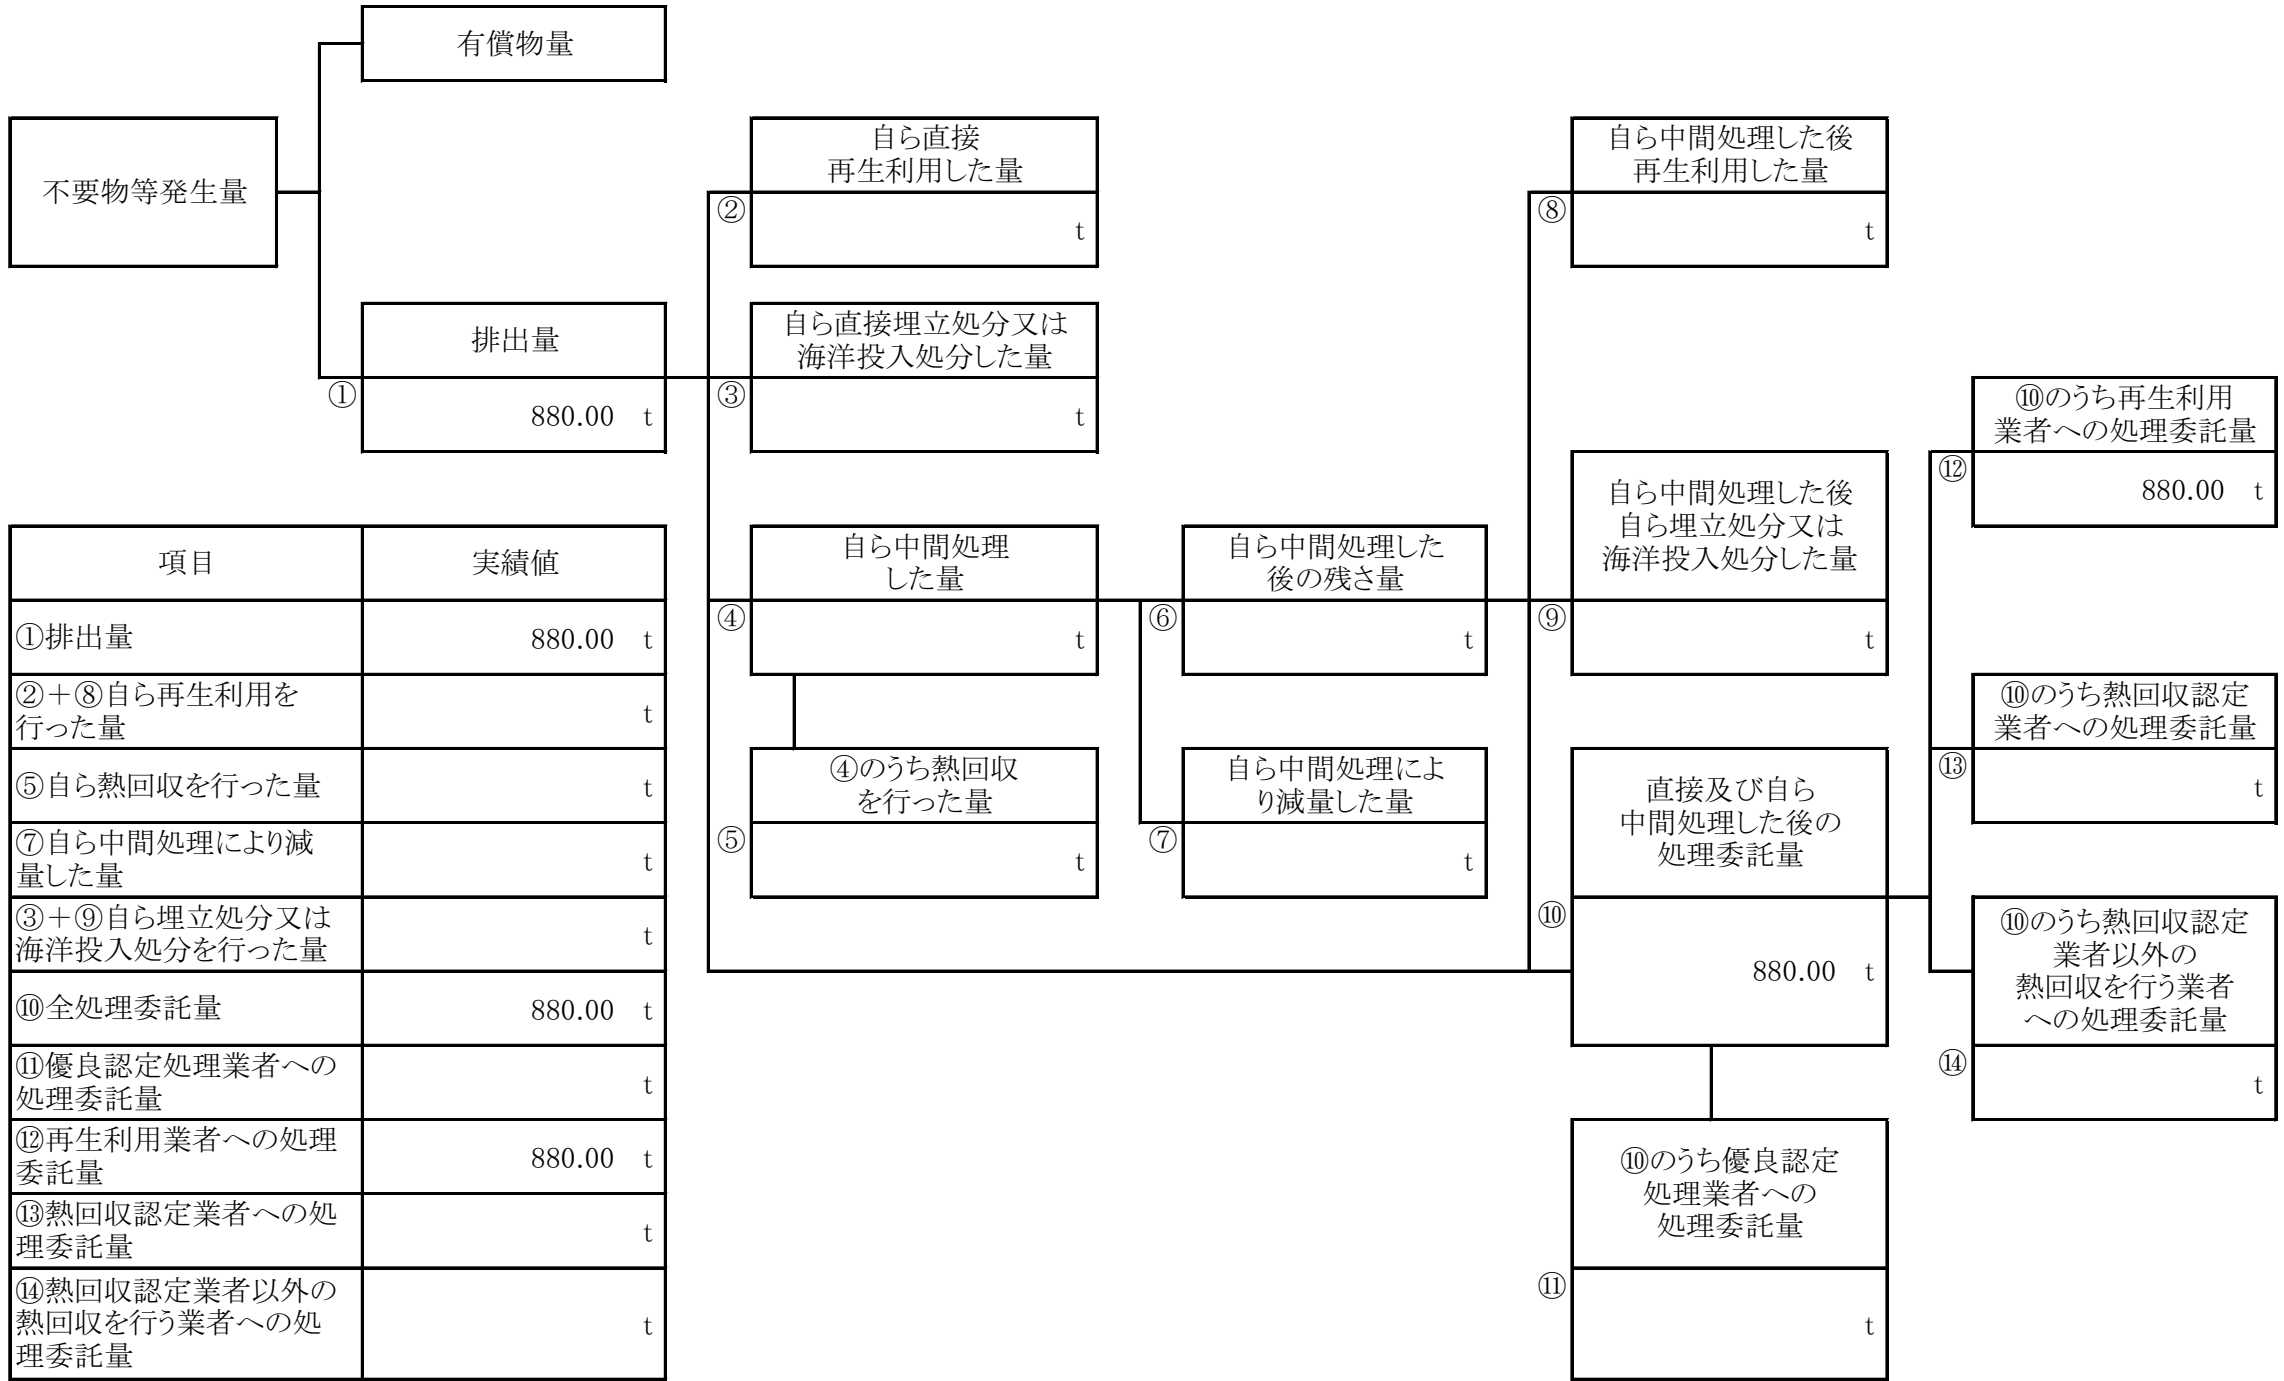 有償物量
不要物等発生量
排出量
①
880.00 t
自ら直接
再生利用した量
②
t
自ら直接埋立処分又は
海洋投入処分した量
③
t
自ら中間処理
した量
④
t
④のうち熱回収
を行った量
⑤
t
自ら中間処理した
後の残さ量
⑥
t
自ら中間処理によ
り減量した量
⑦
t
自ら中間処理した後
再生利用した量
⑧
t
自ら中間処理した後
自ら埋立処分又は
海洋投入処分した量
⑨
t
直接及び自ら
中間処理した後の
処理委託量
⑩
880.00 t
⑩のうち優良認定
処理業者への
処理委託量
⑪
t
⑩のうち再生利用
業者への処理委託量
⑫
880.00 t
⑩のうち熱回収認定
業者への処理委託量
⑬
t
⑩のうち熱回収認定
業者以外の
熱回収を行う業者
への処理委託量
⑭
t
項目 実績値
①排出量 880.00 t
②＋⑧自ら再生利用を
行った量
t
⑤自ら熱回収を行った量 t
⑦自ら中間処理により減
量した量
t
③＋⑨自ら埋立処分又は
海洋投入処分を行った量
t
⑩全処理委託量 880.00 t
⑪優良認定処理業者への
処理委託量
t
⑫再生利用業者への処理
委託量
880.00 t
⑬熱回収認定業者への処
理委託量
t
⑭熱回収認定業者以外の
熱回収を行う業者への処
理委託量
t